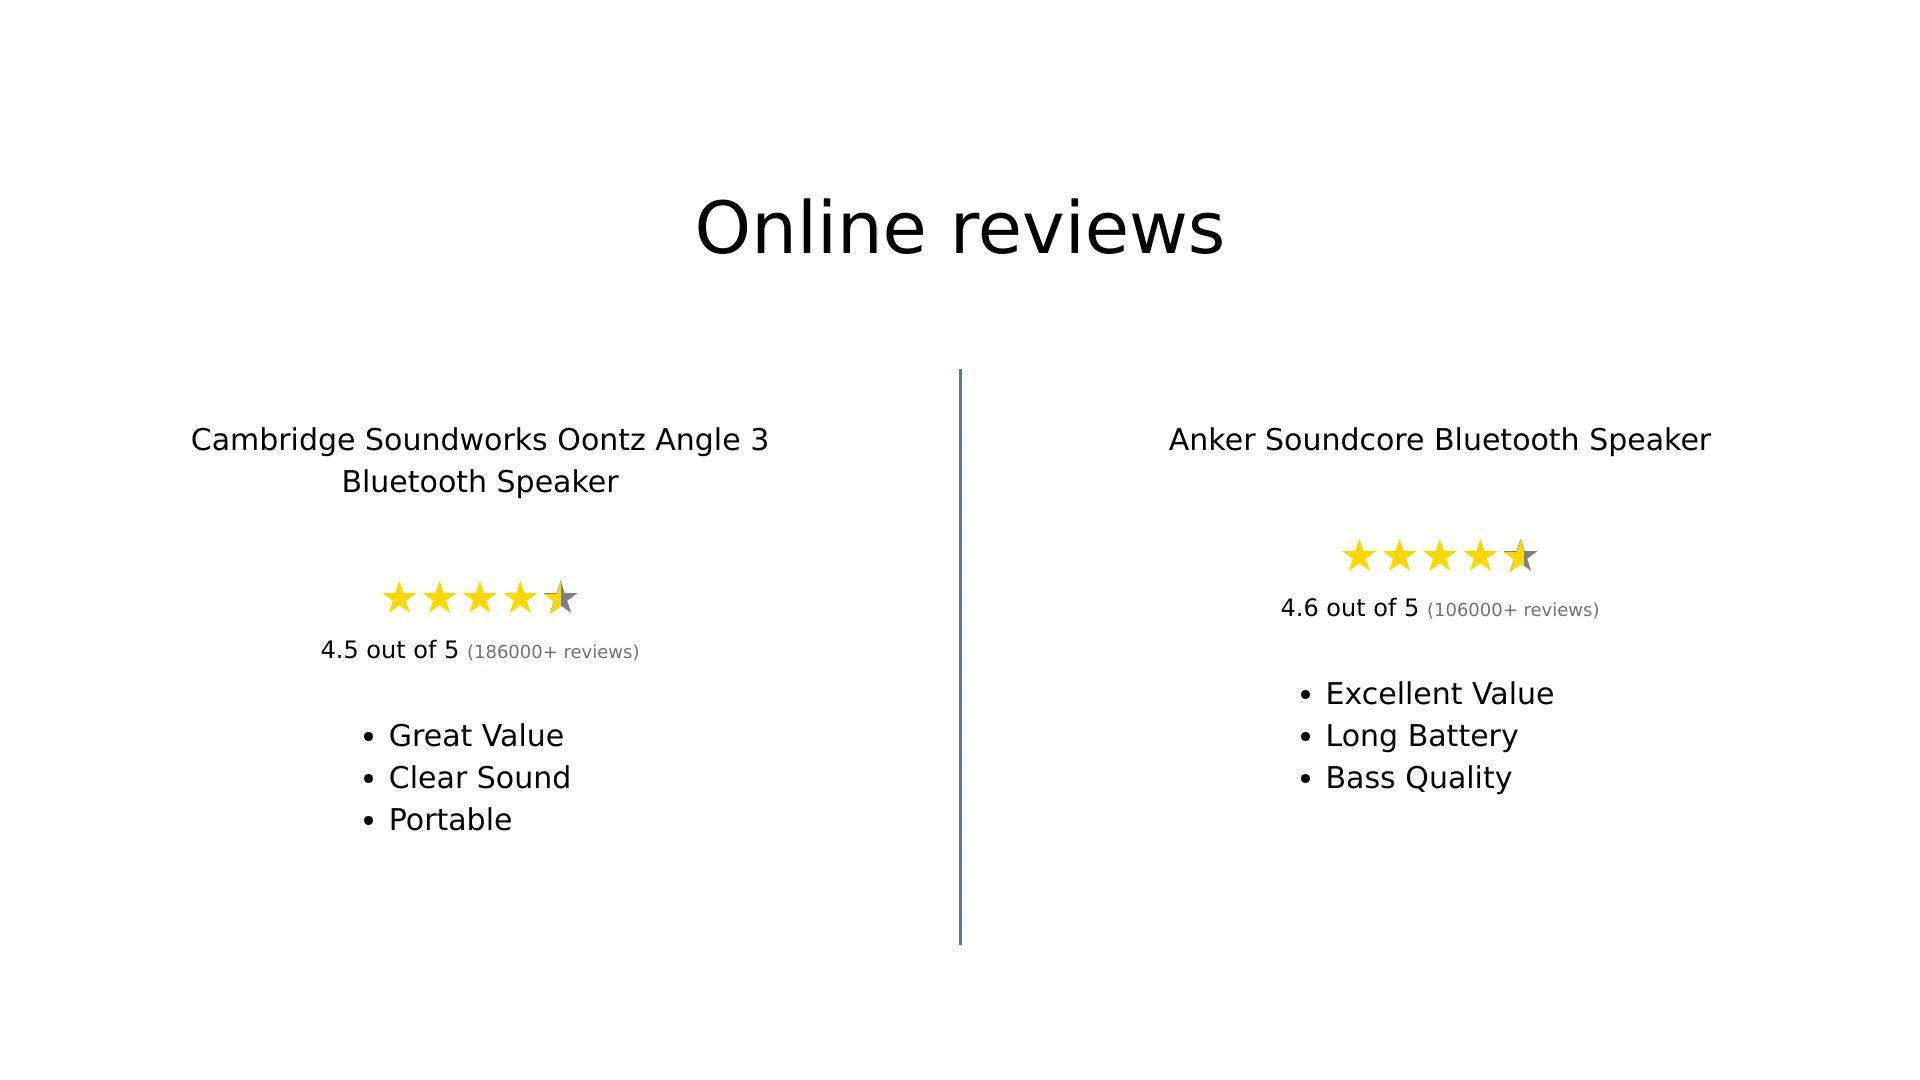 Online reviews
Cambridge Soundworks Oontz Angle 3
Bluetooth Speaker
4.5 out of 5 (186000+ reviews)
• Great Value
• Clear Sound
• Portable
Anker Soundcore Bluetooth Speaker
4.6 out of 5 (106000+ reviews)
• Excellent Value
• Long Battery
• Bass Quality